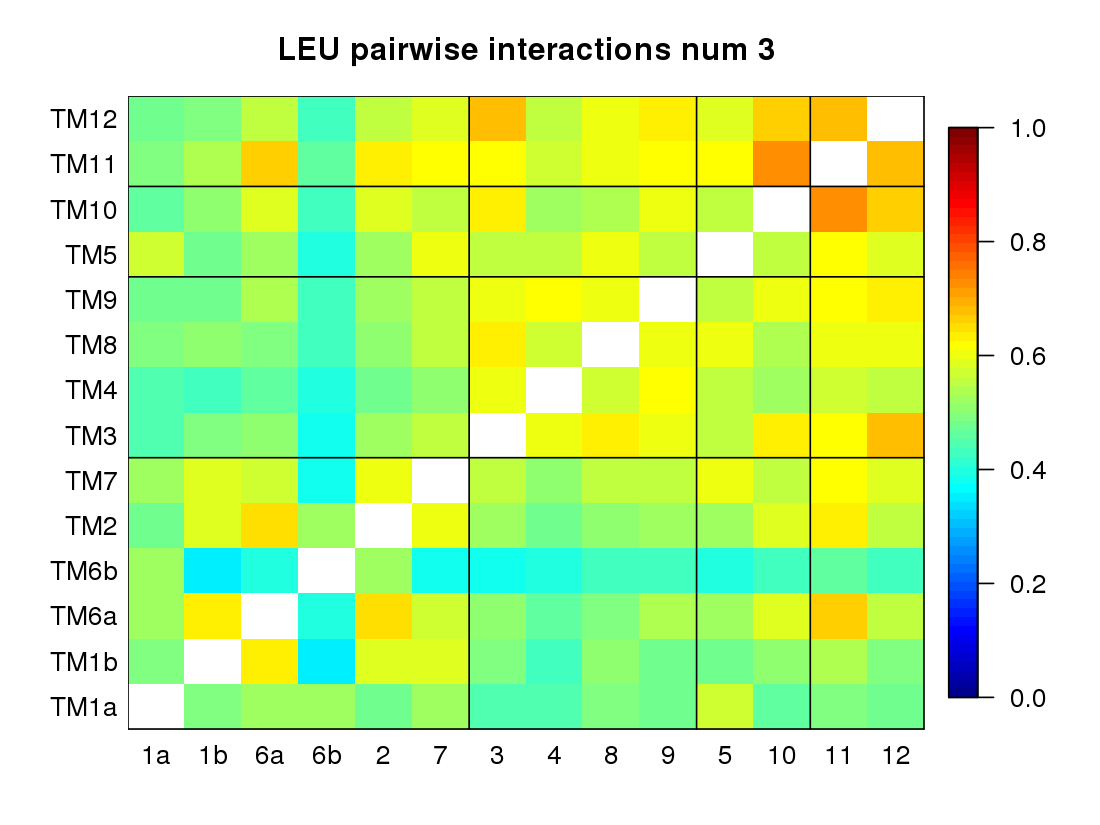 LEU pairwise interactions num 3
TM12
TM11
TM10
TM5
TM9
TM8
TM4
TM3
TM7
TM2
TM6b
TM6a
TM1b
TM1a
1a 1b 6a 6b 2 7 3 4 8 9 5 10 11 12
1.0
0.8
0.6
0.4
0.2
0.0